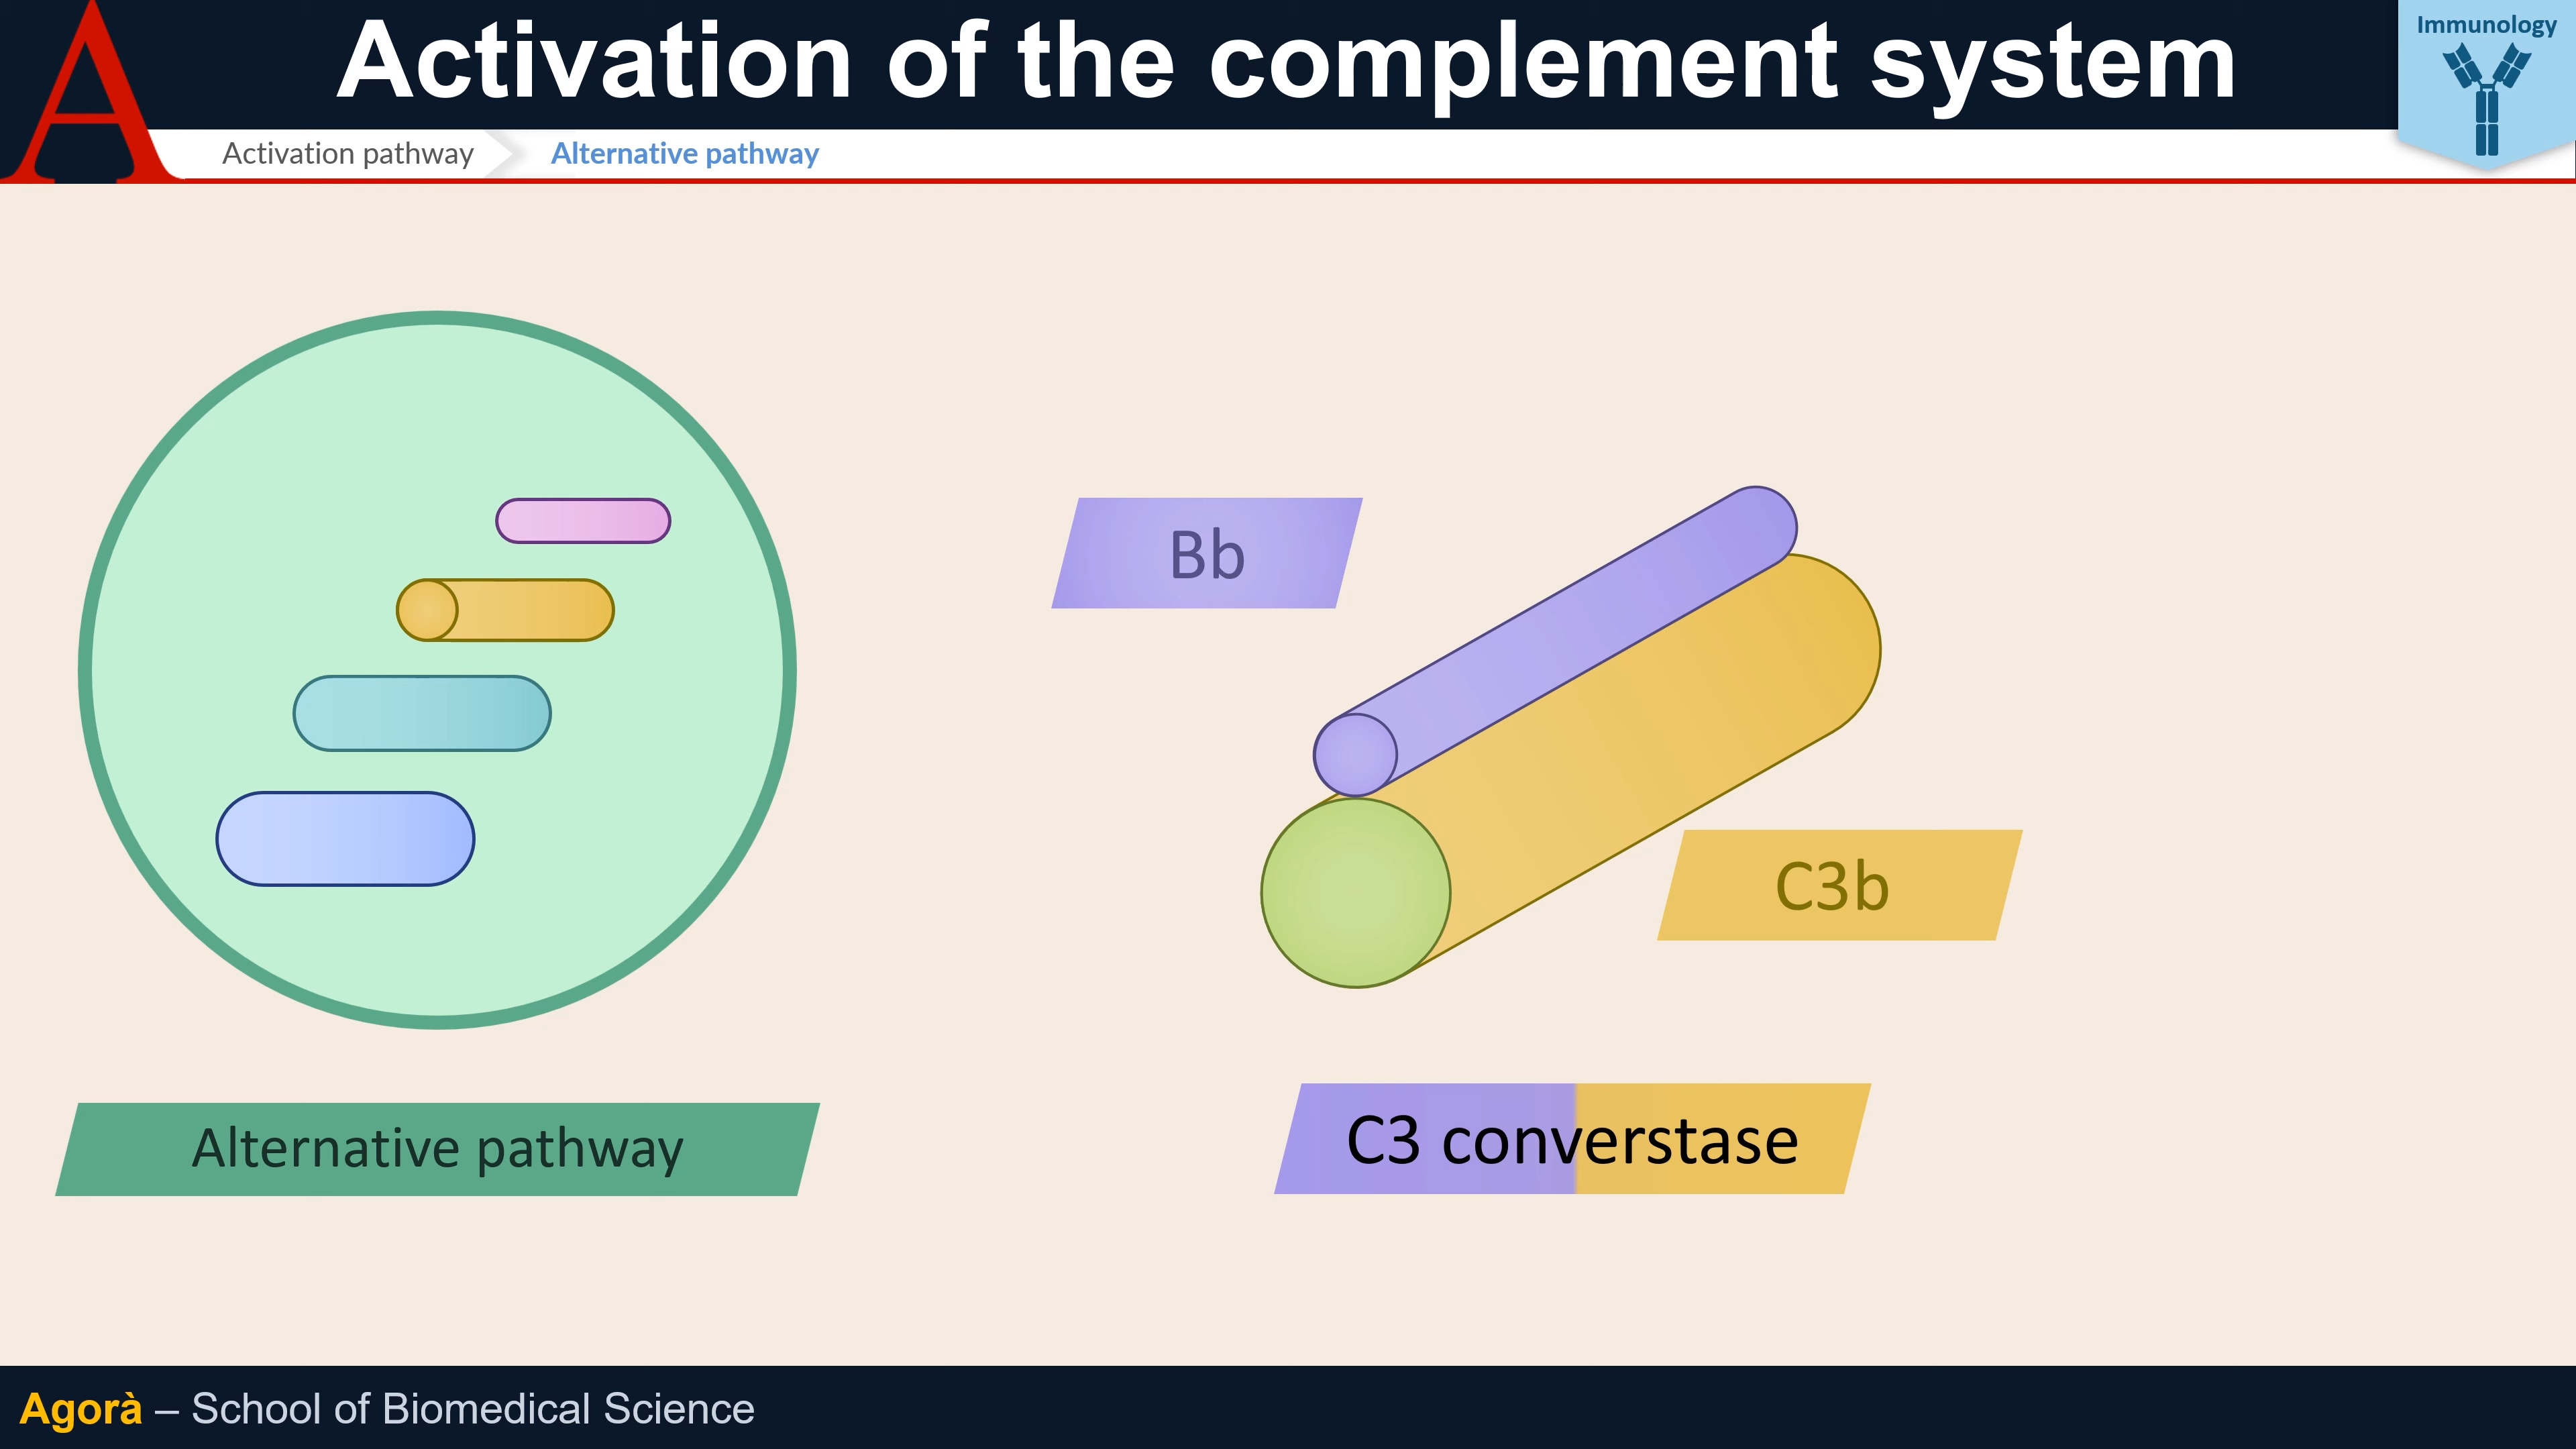 Activation of the complement system
Immunology
Activation pathway
Alternative pathway
Bb
C3b
Alternative pathway
C3 converstase
Agorà – School of Biomedical Science